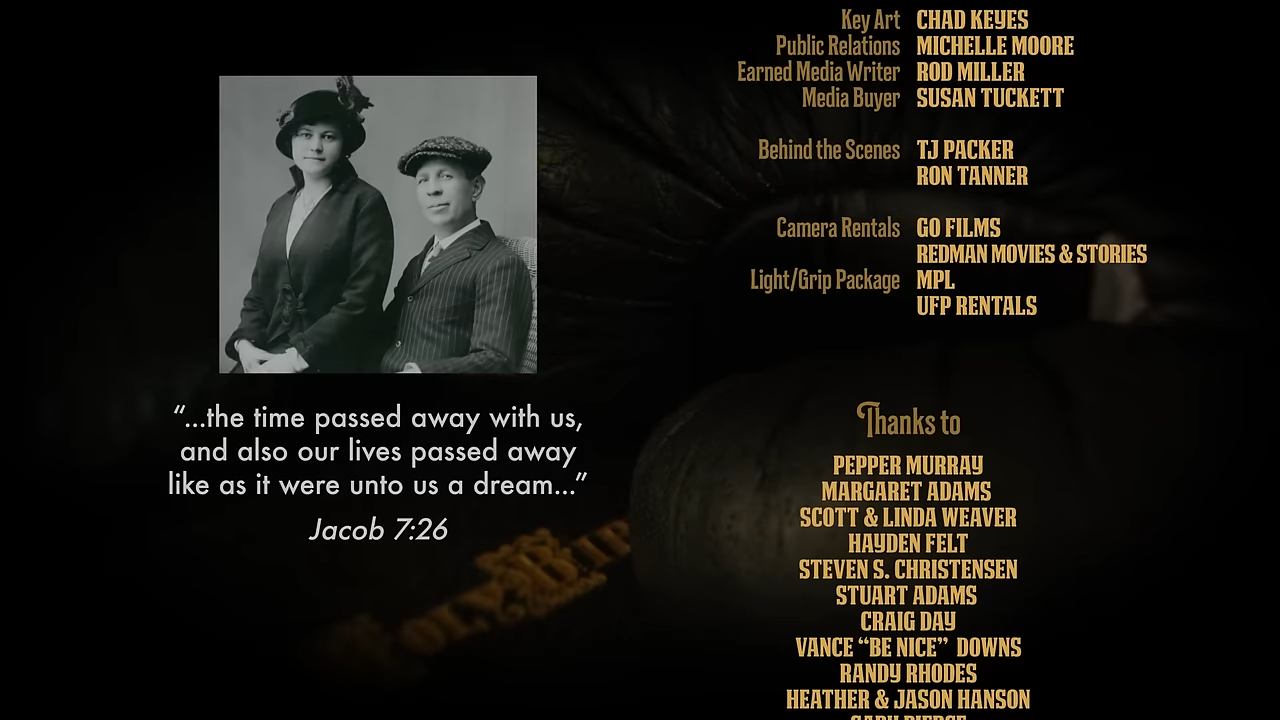 Key Art CHAD KEYES
Public Relations MICHELLE MOORE
Earned Media Writer ROD MILLER
Media Buyer SUSAN TUCKETT
Behind the Scenes TJ PACKER
RON TANNER
Camera Rentals GO FILMS
REDMAN MOVIES & STORIES
Light/Grip Package MPL
UFP RENTALS
“...the time passed away with us,
and also our lives passed away
like as it were unto us a dream...”
Jacob 7:26
Thanks to
PEPPER MURRAY
MARGARET ADAMS
SCOTT & LINDA WEAVER
HAYDEN FELT
STEVEN S. CHRISTENSEN
STUART ADAMS
CRAIG DAY
VANCE “BE NICE” DOWNS
RANDY RHODES
HEATHER & JASON HANSON